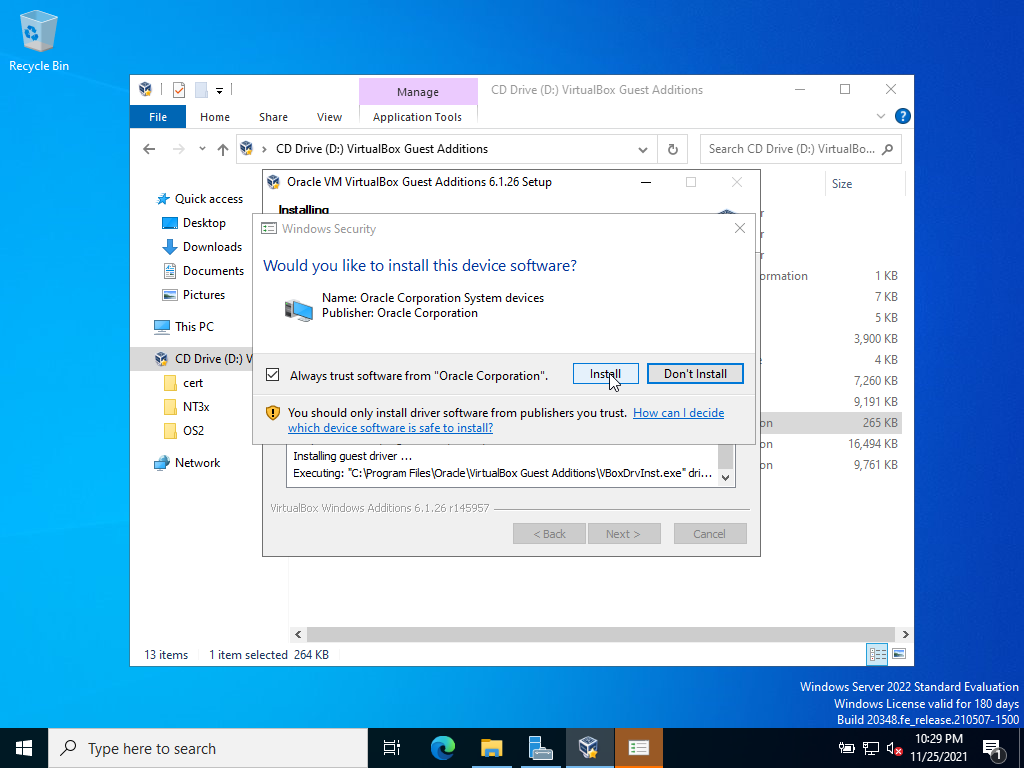 Recycle Bin
Manage
CD Drive (D:) VirtualBox Guest Additions
File
Home
Share
View
Application Tools
CD Drive (D:) VirtualBox Guest Additions
Search CD Drive (D:) VirtualBo...
Quick access
Desktop
Downloads
Documents
Pictures
This PC
CD Drive (D:) V
cert
NT3x
OS2
Network
Size
1 KB
7 KB
5 KB
3,900 KB
4 KB
7,260 KB
9,191 KB
265 KB
16,494 KB
9,761 KB
Oracle VM VirtualBox Guest Additions 6.1.26 Setup
Installing
Windows Security
Would you like to install this device software?
Name: Oracle Corporation System devices
Publisher: Oracle Corporation
Always trust software from "Oracle Corporation".
Install
Don't Install
You should only install driver software from publishers you trust. How can I decide
which device software is safe to install?
Installing guest driver ...
Executing: "C:\Program Files\Oracle\VirtualBox Guest Additions\VBoxDrvInst.exe" dri...
VirtualBox Windows Additions 6.1.26 r145957
< Back
Next >
Cancel
13 items
1 item selected 264 KB
Windows Server 2022 Standard Evaluation
Windows License valid for 180 days
Build 20348.fe_release.210507-1500
Type here to search
10:29 PM
11/25/2021
1